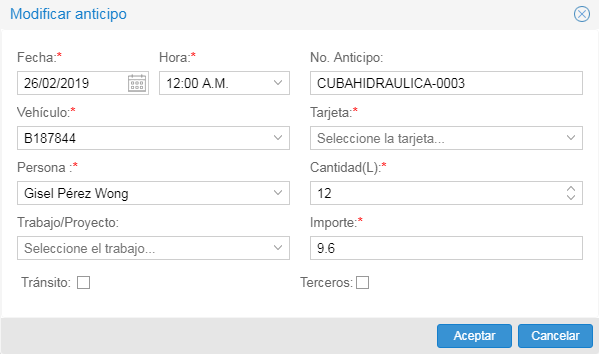 Modificar anticipo
Fecha:* Hora:* No. Anticipo:
26/02/2019 12:00 A.M. CUBAHIDRAULICA-0003
Vehículo:* Tarjeta:*
B187844 Seleccione la tarjeta...
Persona :* Cantidad(L):*
Gisel Pérez Wong 12
Trabajo/Proyecto: Importe:*
Seleccione el trabajo... 9.6
Tránsito: Terceros:
Aceptar Cancelar